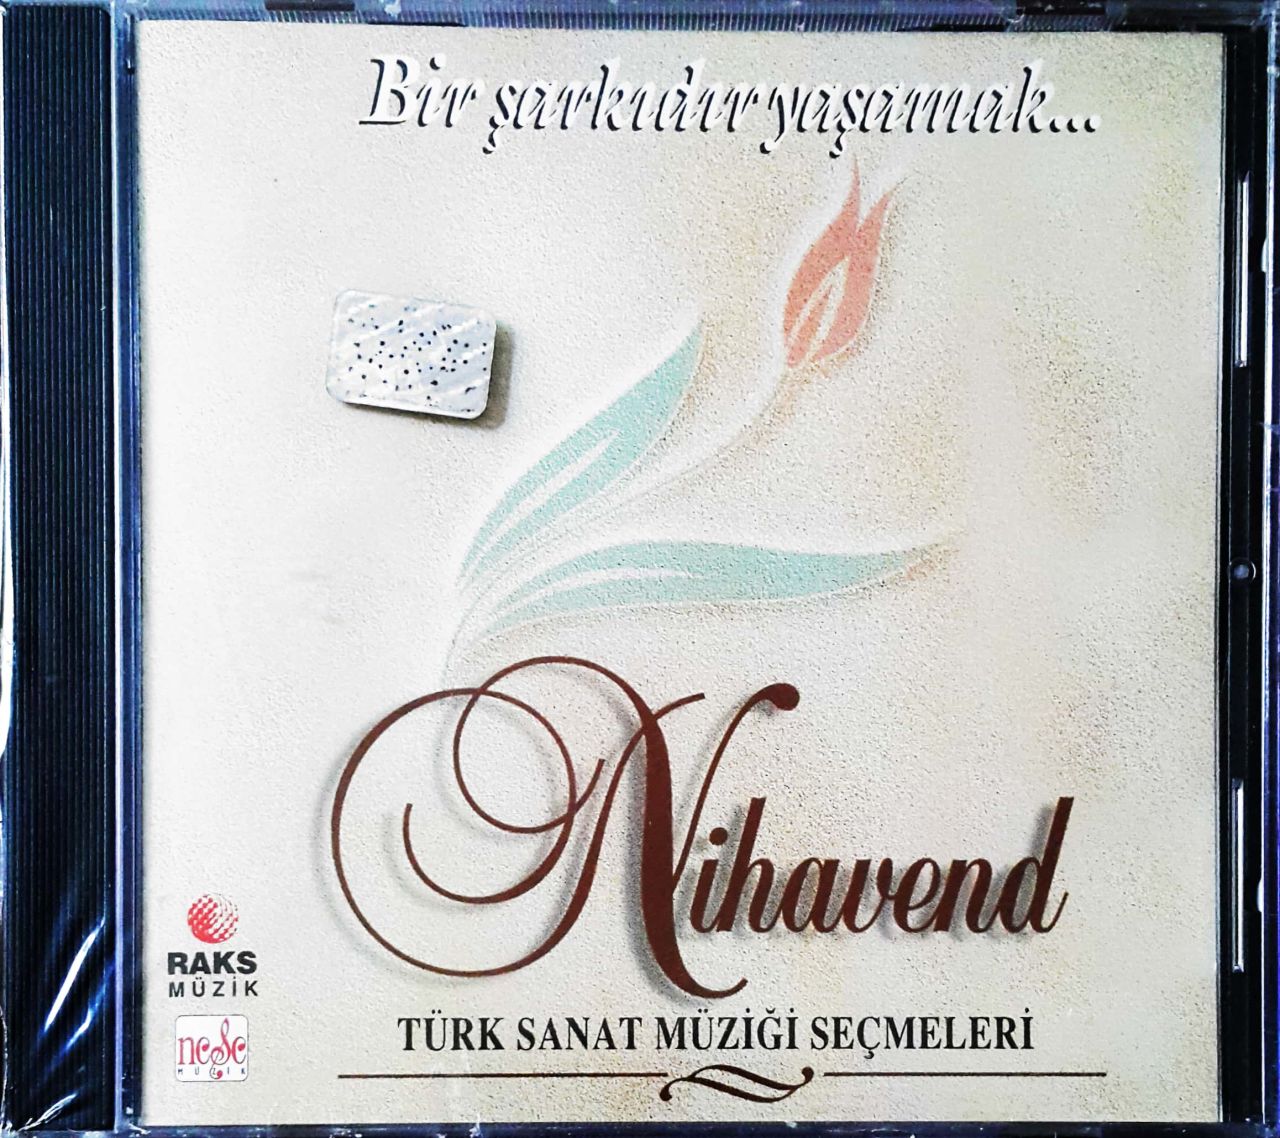 Bir şarkıdır yaşamak...
Nihavend
RAKS
MÜZİK
TÜRK SANAT MÜZİĞİ SEÇMELERİ
neşe
MÜZİK